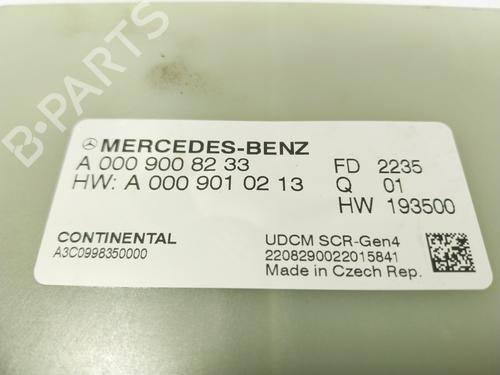 B-PARTS
MERCEDES-BENZ
A 000 900 82 33 FD 2235
HW: A 000 901 02 13 Q 01
HW 193500
CONTINENTAL UDCM SCR-Gen4
A3C0998350000 2208290022015841
Made in Czech Rep.